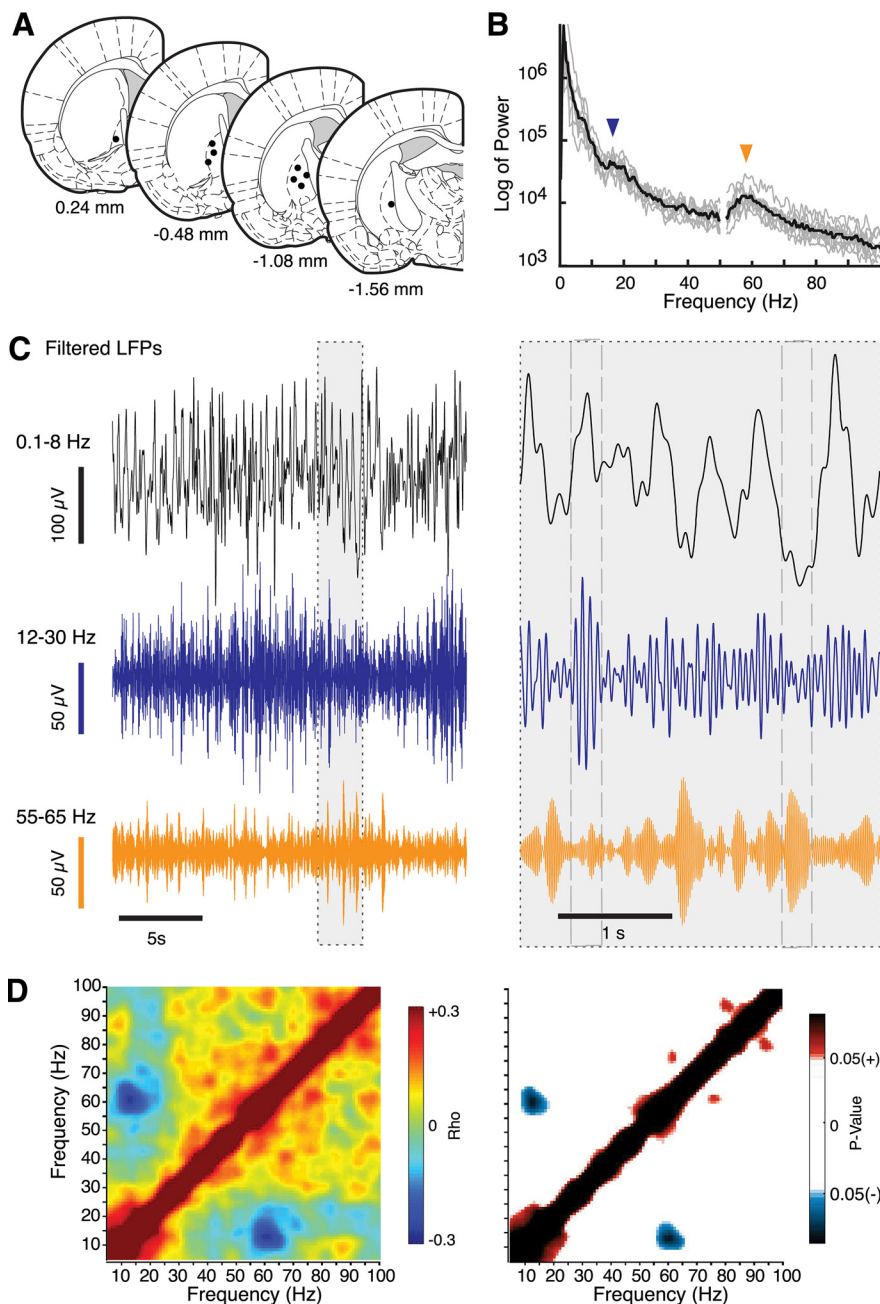 A
0.24 mm
-0.48 mm
-1.08 mm
-1.56 mm
B
Log of Power
10⁶
10⁵
10⁴
10³
0 20 40 60 80
Frequency (Hz)
C Filtered LFPs
0.1-8 Hz
100 µV
12-30 Hz
50 µV
55-65 Hz
50 µV
5s
1 s
D
Frequency (Hz)
100
90
80
70
60
50
40
30
20
10
10 20 30 40 50 60 70 80 90 100
Frequency (Hz)
+0.3
0
-0.3
Rho
10 20 30 40 50 60 70 80 90 100
Frequency (Hz)
0.05(+)
0
0.05(-)
P-Value